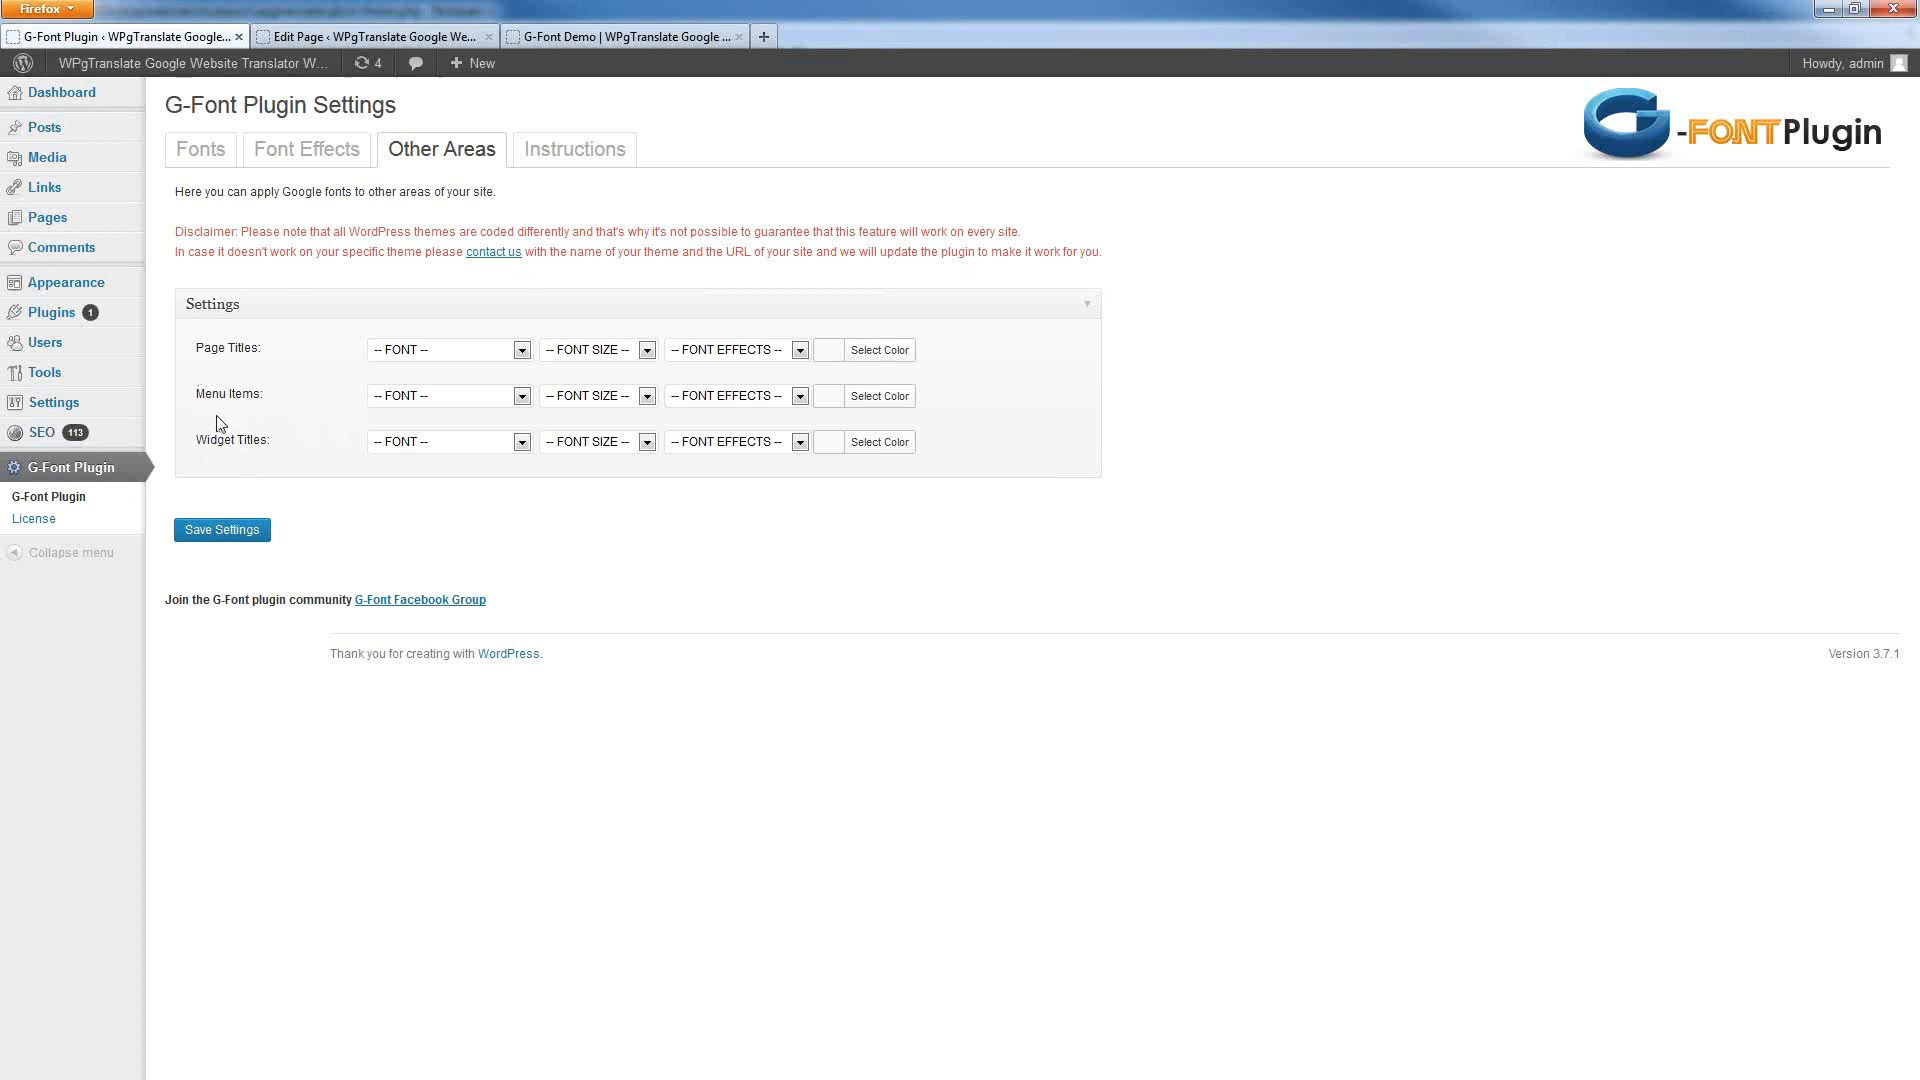 Firefox
G-Font Plugin ‹ WPgTranslate Google...
Edit Page ‹ WPgTranslate Google We...
G-Font Demo | WPgTranslate Google ...
WPgTranslate Google Website Translator W...
4
New
Howdy, admin
Dashboard
Posts
Media
Links
Pages
Comments
Appearance
Plugins 1
Users
Tools
Settings
SEO 113
G-Font Plugin
G-Font Plugin
License
Collapse menu
G-Font Plugin Settings
G-FONT Plugin
Fonts
Font Effects
Other Areas
Instructions
Here you can apply Google fonts to other areas of your site.
Disclaimer: Please note that all WordPress themes are coded differently and that's why it's not possible to guarantee that this feature will work on every site.
In case it doesn't work on your specific theme please contact us with the name of your theme and the URL of your site and we will update the plugin to make it work for you.
Settings
Page Titles: -- FONT -- -- FONT SIZE -- -- FONT EFFECTS -- Select Color
Menu Items: -- FONT -- -- FONT SIZE -- -- FONT EFFECTS -- Select Color
Widget Titles: -- FONT -- -- FONT SIZE -- -- FONT EFFECTS -- Select Color
Save Settings
Join the G-Font plugin community G-Font Facebook Group
Thank you for creating with WordPress.
Version 3.7.1